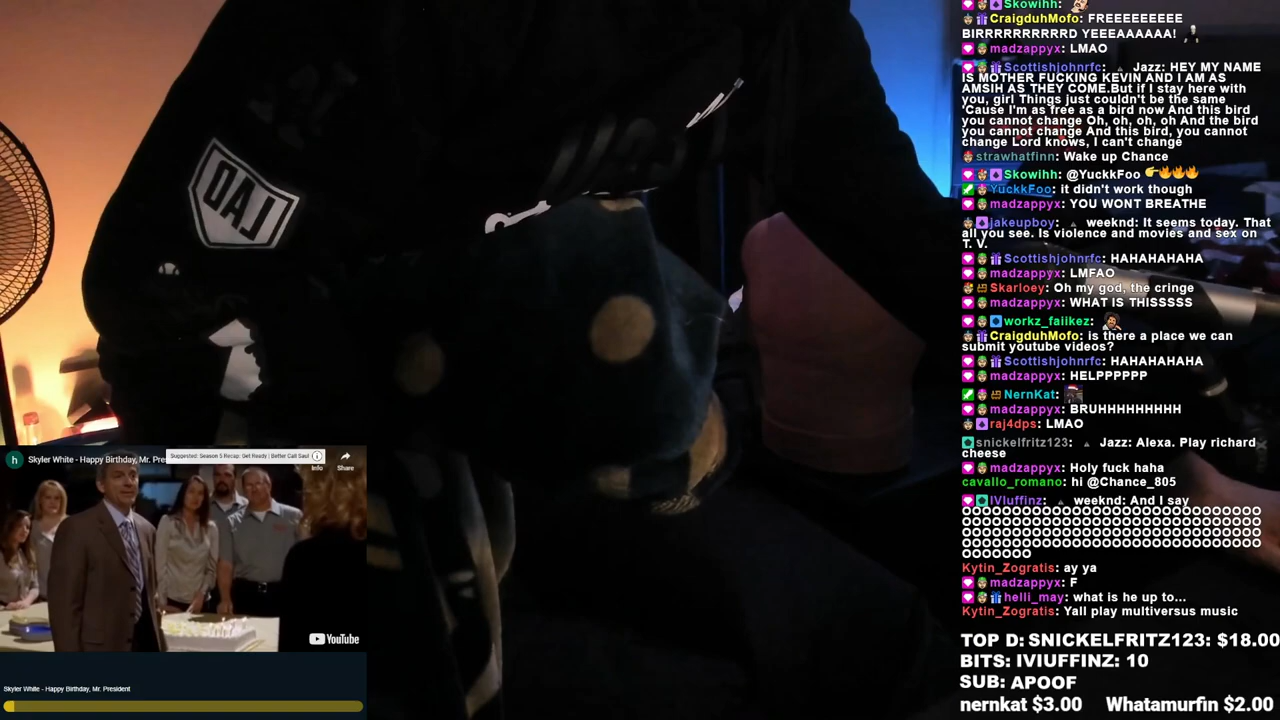 Skowihh:
CraigduhMofo: FREEEEEEEEE
BIRRRRRRRRRD YEEEAAAAAA!
madzappyx: LMAO
Scottishjohnrfc: Jazz: HEY MY NAME
IS MOTHER FUCKING KEVIN AND I AM AS
AMSIH AS THEY COME.But if I stay here with
you, girl Things just couldn't be the same
'Cause I'm as free as a bird now And this bird
you cannot change Oh, oh, oh, oh And the bird
you cannot change And this bird, you cannot
change Lord knows, I can't change
strawhatfinn: Wake up Chance
Skowihh: @YuckkFoo 👉🔥🔥🔥
YuckkFoo: it didn't work though
madzappyx: YOU WONT BREATHE
jakeupboy: weeknd: It seems today. That
all you see. Is violence and movies and sex on
T. V.
Scottishjohnrfc: HAHAHAHAHA
madzappyx: LMFAO
Skarloey: Oh my god, the cringe
madzappyx: WHAT IS THISSSSS
workz_faiikez:
CraigduhMofo: is there a place we can
submit youtube videos?
Scottishjohnrfc: HAHAHAHAHA
madzappyx: HELPPPPPP
NernKat:
madzappyx: BRUHHHHHHHHH
raj4dps: LMAO
snickelfritz123: Jazz: Alexa. Play richard
cheese
madzappyx: Holy fuck haha
cavallo_romano: hi @Chance_805
IVIuffinz: weeknd: And I say
Kytin_Zogratis: ay ya
madzappyx: F
helli_may: what is he up to...
Kytin_Zogratis: Yall play multiversus music
TOP D: SNICKELFRITZ123: $18.00
BITS: IVIUFFINZ: 10
SUB: APOOF
nernkat $3.00 Whatamurfin $2.00
h Skyler White - Happy Birthday, Mr. Pre
Suggested: Season 5 Recap: Get Ready | Better Call Saul
Info
Share
YouTube
Skyler White - Happy Birthday, Mr. President